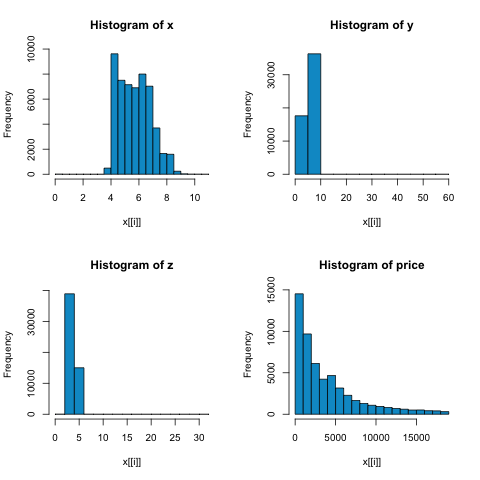 Histogram of x
Frequency
0 2000 6000 10000
0 2 4 6 8 10
x[[i]]
Histogram of y
Frequency
0 10000 30000
0 10 20 30 40 50 60
x[[i]]
Histogram of z
Frequency
0 10000 30000
0 5 10 15 20 25 30
x[[i]]
Histogram of price
Frequency
0 5000 10000 15000
0 5000 10000 15000
x[[i]]